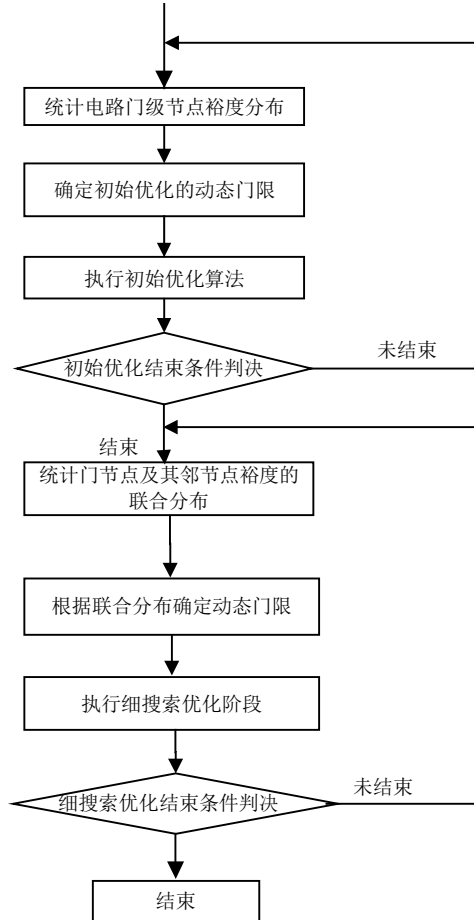 统计电路门级节点裕度分布
确定初始优化的动态门限
执行初始优化算法
初始优化结束条件判决
未结束
结束
统计门节点及其邻节点裕度的
联合分布
根据联合分布确定动态门限
执行细搜索优化阶段
细搜索优化结束条件判决
未结束
结束